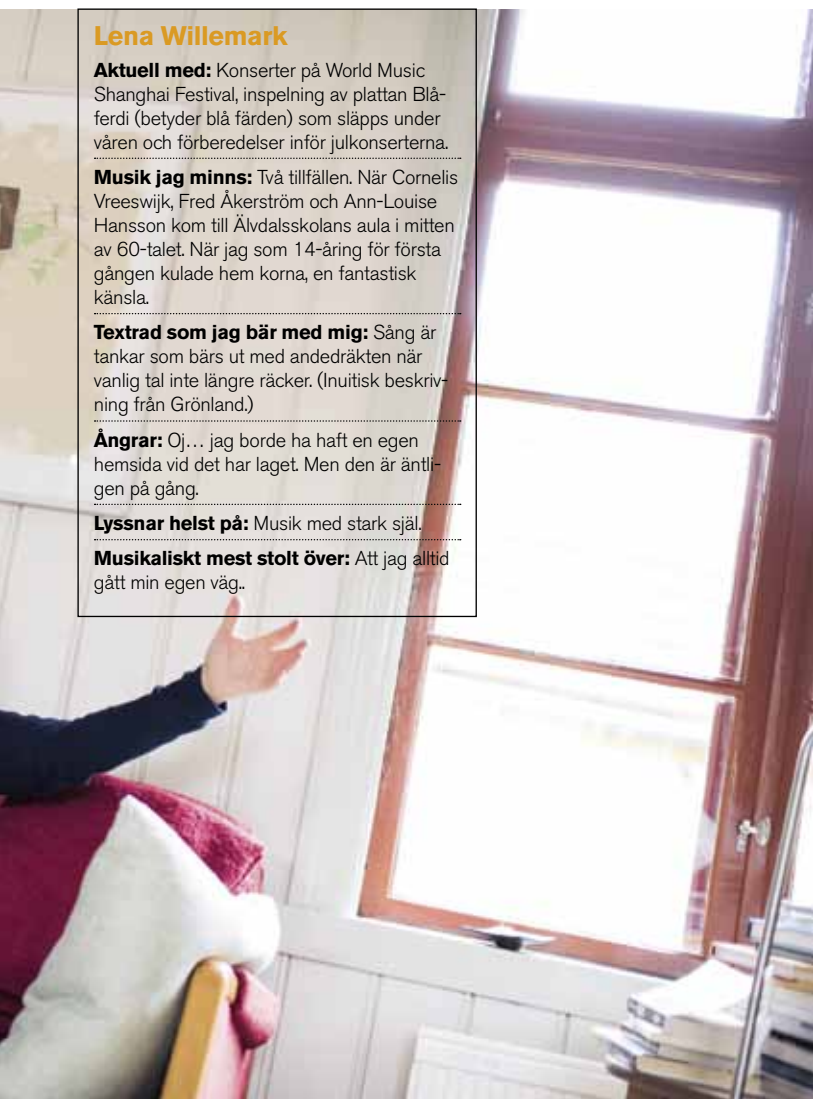 Lena Willemark
Aktuell med: Konserter på World Music
Shanghai Festival, inspelning av plattan Blå-
ferdi (betyder blå färden) som släpps under
våren och förberedelser inför julkonserterna.
Musik jag minns: Två tillfällen. När Cornelis
Vreeswijk, Fred Åkerström och Ann-Louise
Hansson kom till Älvdalsskolans aula i mitten
av 60-talet. När jag som 14-åring för första
gången kulade hem korna, en fantastisk
känsla.
Textrad som jag bär med mig: Sång är
tankar som bärs ut med andedräkten när
vanlig tal inte längre räcker. (Inuitisk beskriv-
ning från Grönland.)
Ångrar: Oj… jag borde ha haft en egen
hemsida vid det har laget. Men den är äntli-
gen på gång.
Lyssnar helst på: Musik med stark själ.
Musikaliskt mest stolt över: Att jag alltid
gått min egen väg..